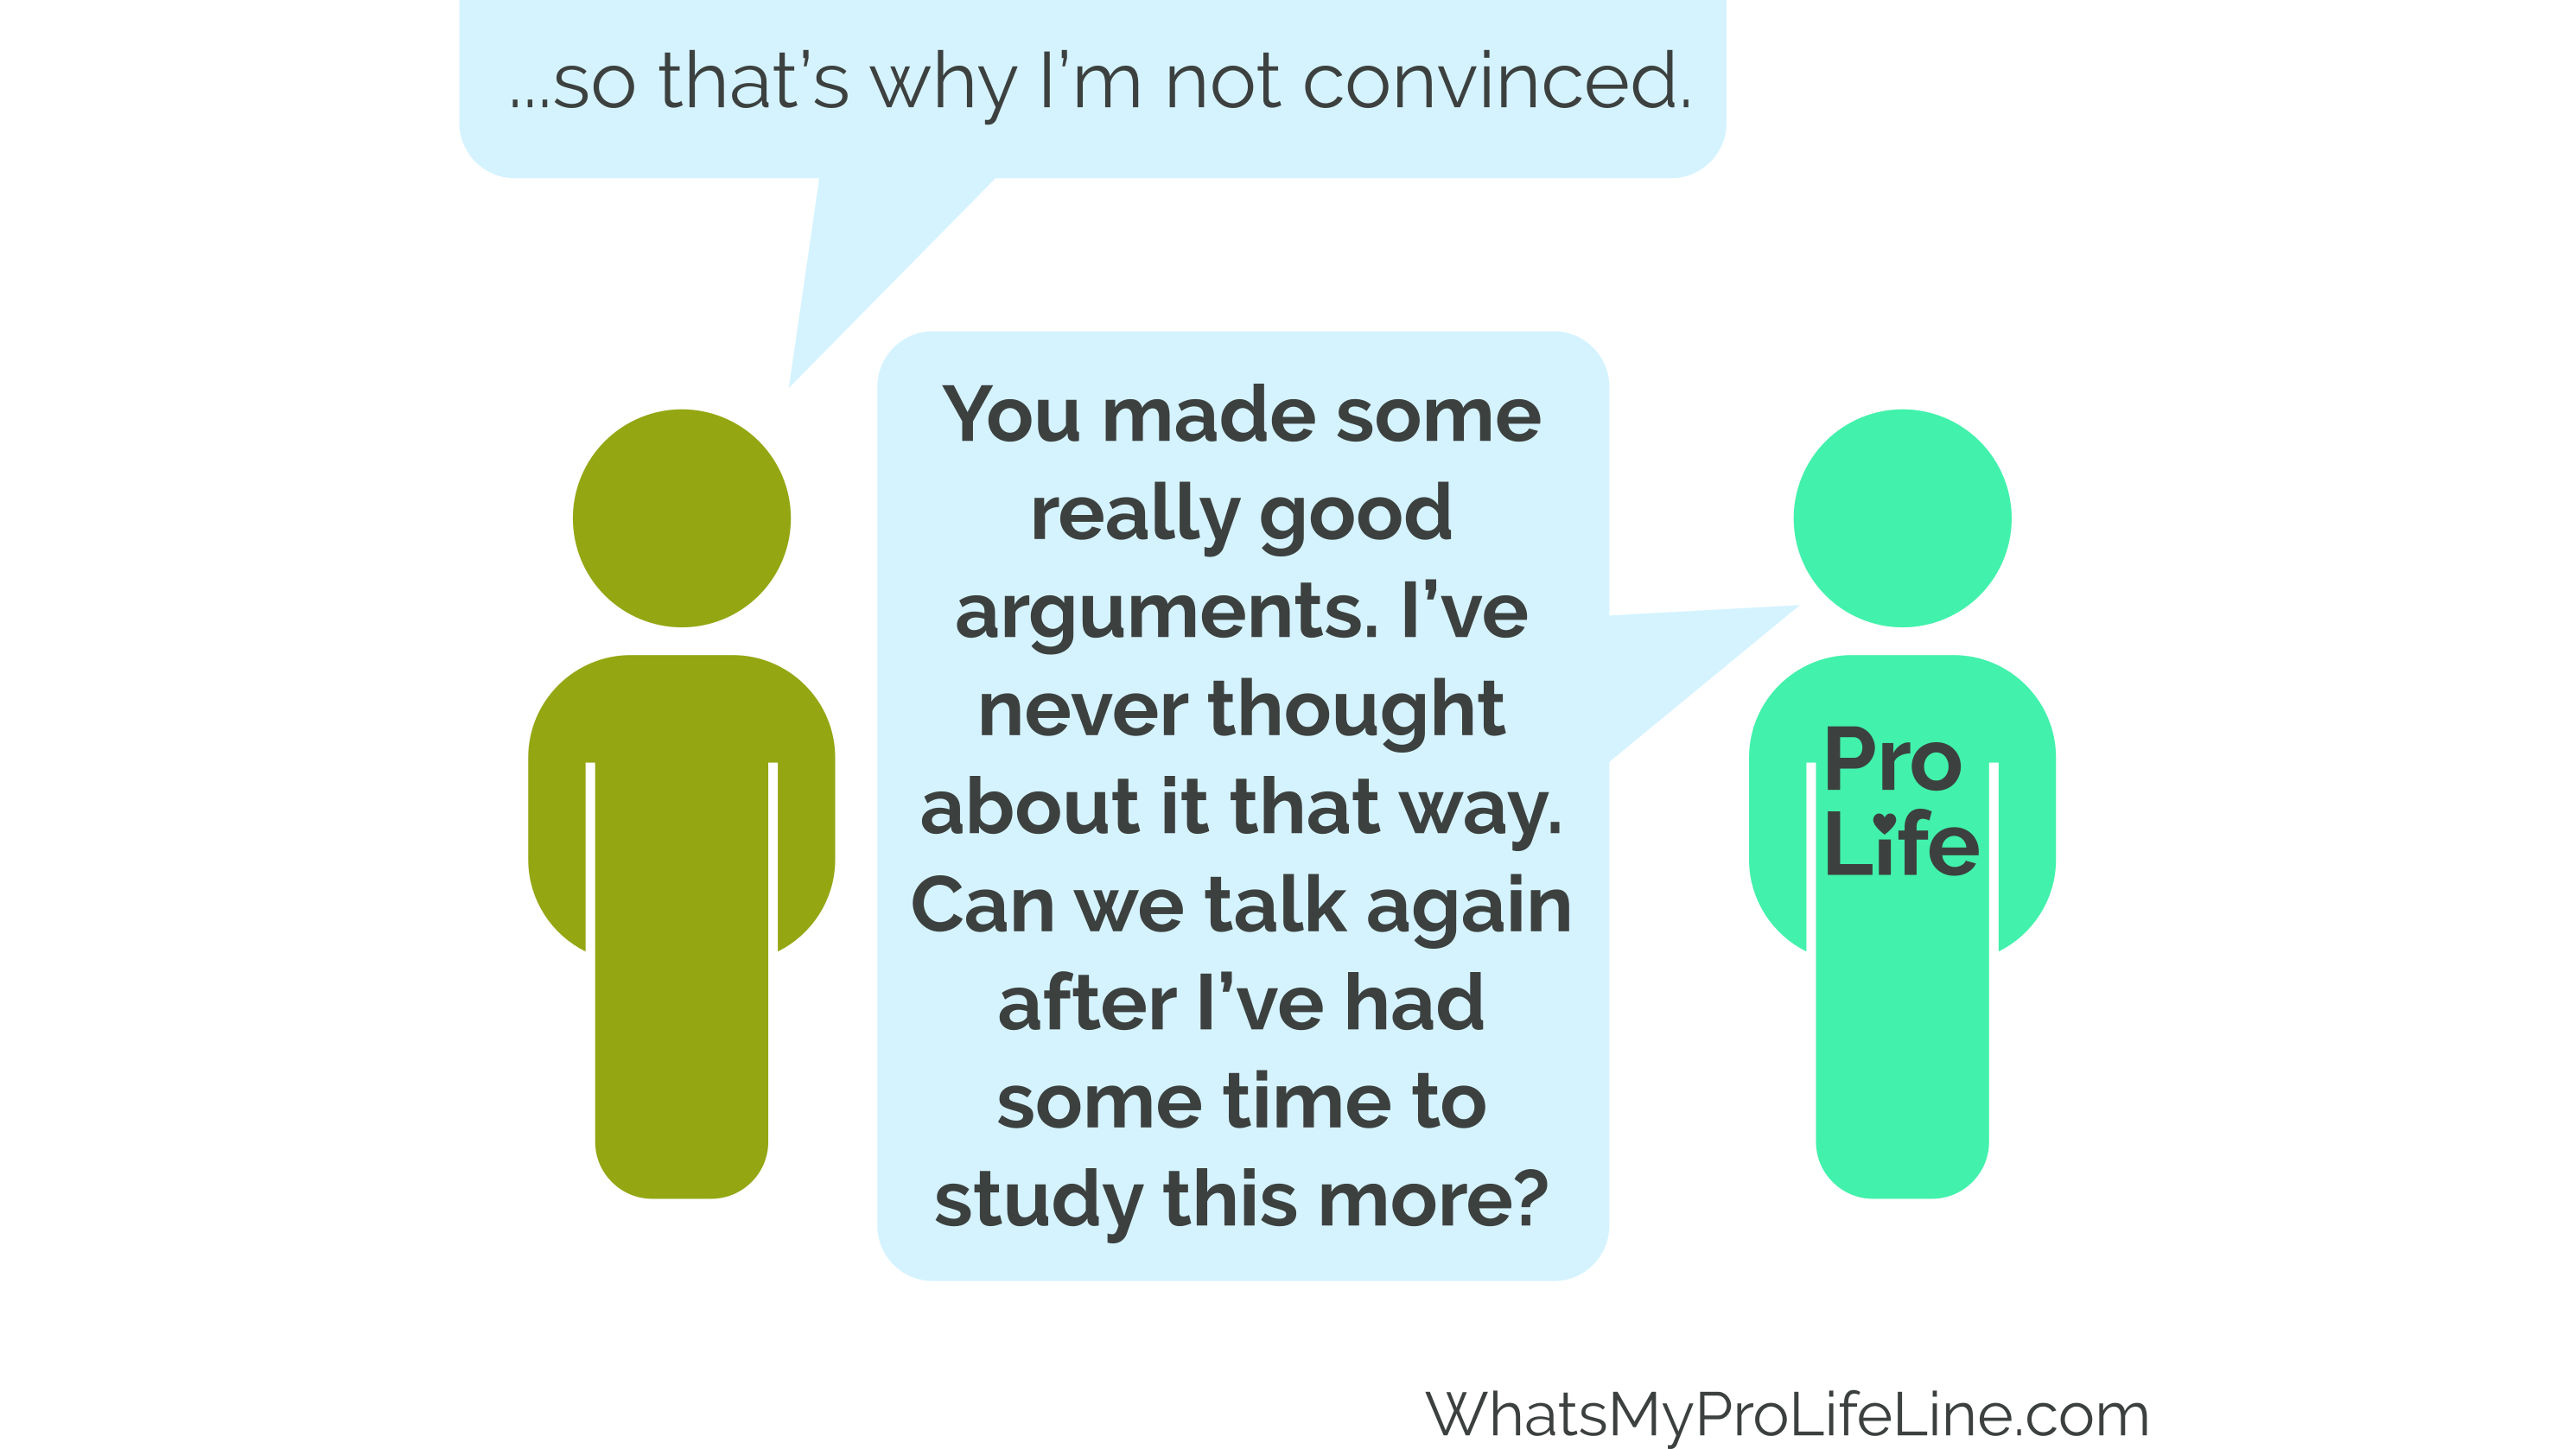 ...so that’s why I’m not convinced.
You made some
really good
arguments. I’ve
never thought
about it that way.
Can we talk again
after I’ve had
some time to
study this more?
Pro
Life
WhatsMyProLifeLine.com